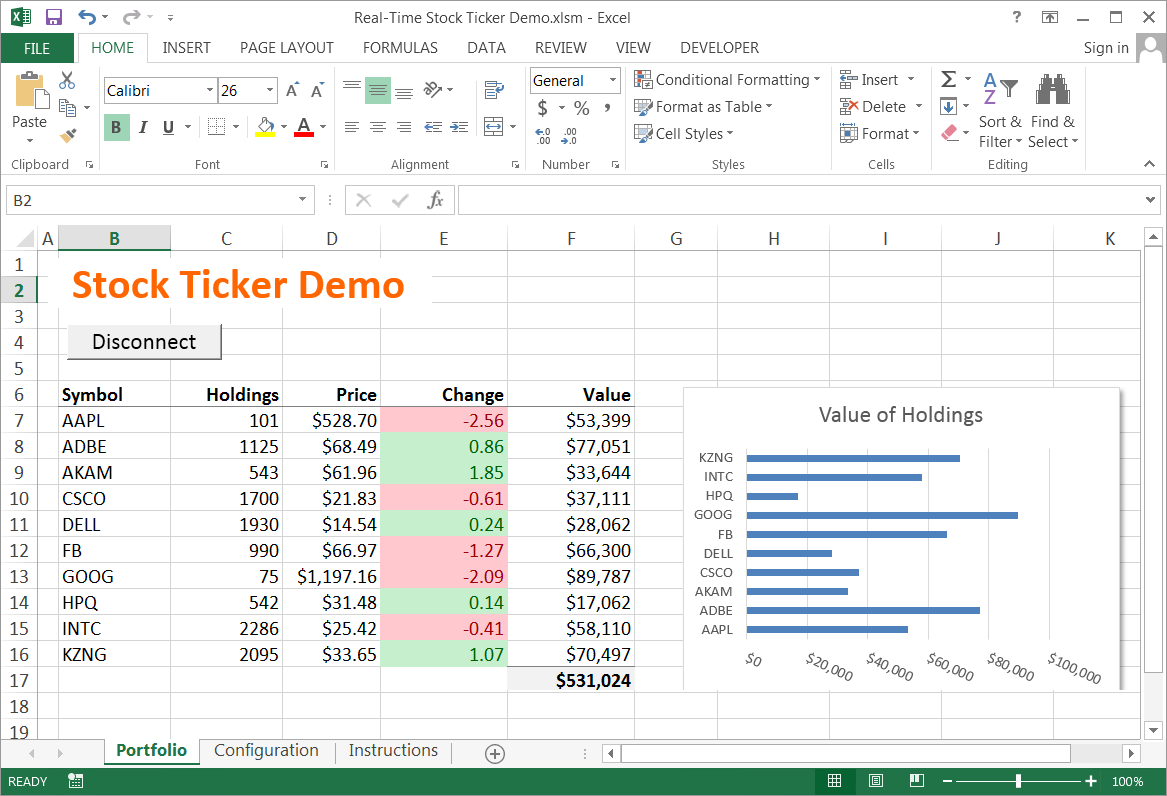 Real-Time Stock Ticker Demo.xlsm - Excel ?
FILE HOME INSERT PAGE LAYOUT FORMULAS DATA REVIEW VIEW DEVELOPER Sign in
Calibri 26 General Conditional Formatting Insert Σ A Z
Paste B I U A $ % , Format as Table Delete Sort & Find &
.00 .00 Cell Styles Format Filter Select
Clipboard Font Alignment Number Styles Cells Editing
B2 fx
A B C D E F G H I J K
1
2 Stock Ticker Demo
3
4 Disconnect
5
6 Symbol Holdings Price Change Value
7 AAPL 101 $528.70 -2.56 $53,399
8 ADBE 1125 $68.49 0.86 $77,051
9 AKAM 543 $61.96 1.85 $33,644
10 CSCO 1700 $21.83 -0.61 $37,111
11 DELL 1930 $14.54 0.24 $28,062
12 FB 990 $66.97 -1.27 $66,300
13 GOOG 75 $1,197.16 -2.09 $89,787
14 HPQ 542 $31.48 0.14 $17,062
15 INTC 2286 $25.42 -0.41 $58,110
16 KZNG 2095 $33.65 1.07 $70,497
17 $531,024
18
19
Value of Holdings
KZNG
INTC
HPQ
GOOG
FB
DELL
CSCO
AKAM
ADBE
AAPL
$0 $20,000 $40,000 $60,000 $80,000 $100,000
Portfolio Configuration Instructions
READY 100%